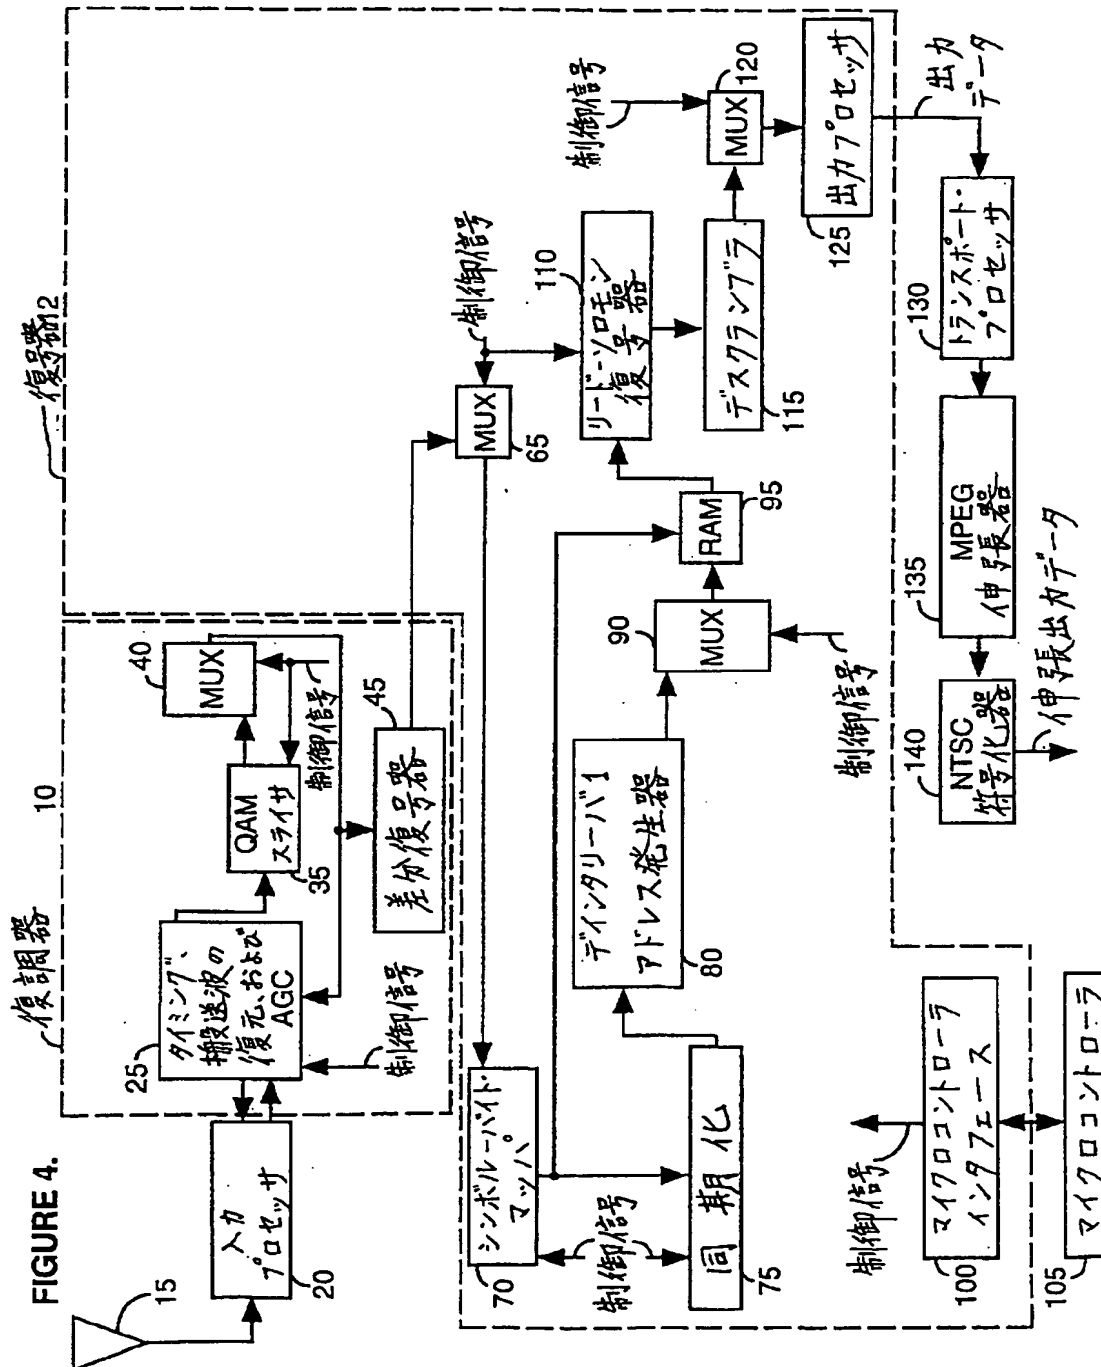 FIGURE 4.
15
入力
プロセッサ
20
復調器
10
25
タイミング、
搬送波の
復元、および
AGC
制御信号
QAM
スライサ
35
40
MUX
制御信号
差分復号器
45
復号器12
シンボルーバイト・
マッパ
70
制御信号
同期化
75
MUX
65
制御信号
デインタリーバ1
アドレス発生器
80
90
MUX
制御信号
RAM
95
リードーソロモン
復号器
110
デスクランブラ
115
制御信号
MUX
120
出力プロセッサ
125
出力
データ
トランスポート・
プロセッサ
130
MPEG
伸張器
135
NTSC
符号化器
140
伸張出力データ
制御信号
マイクロコントローラ
インタフェース
100
マイクロコントローラ
105